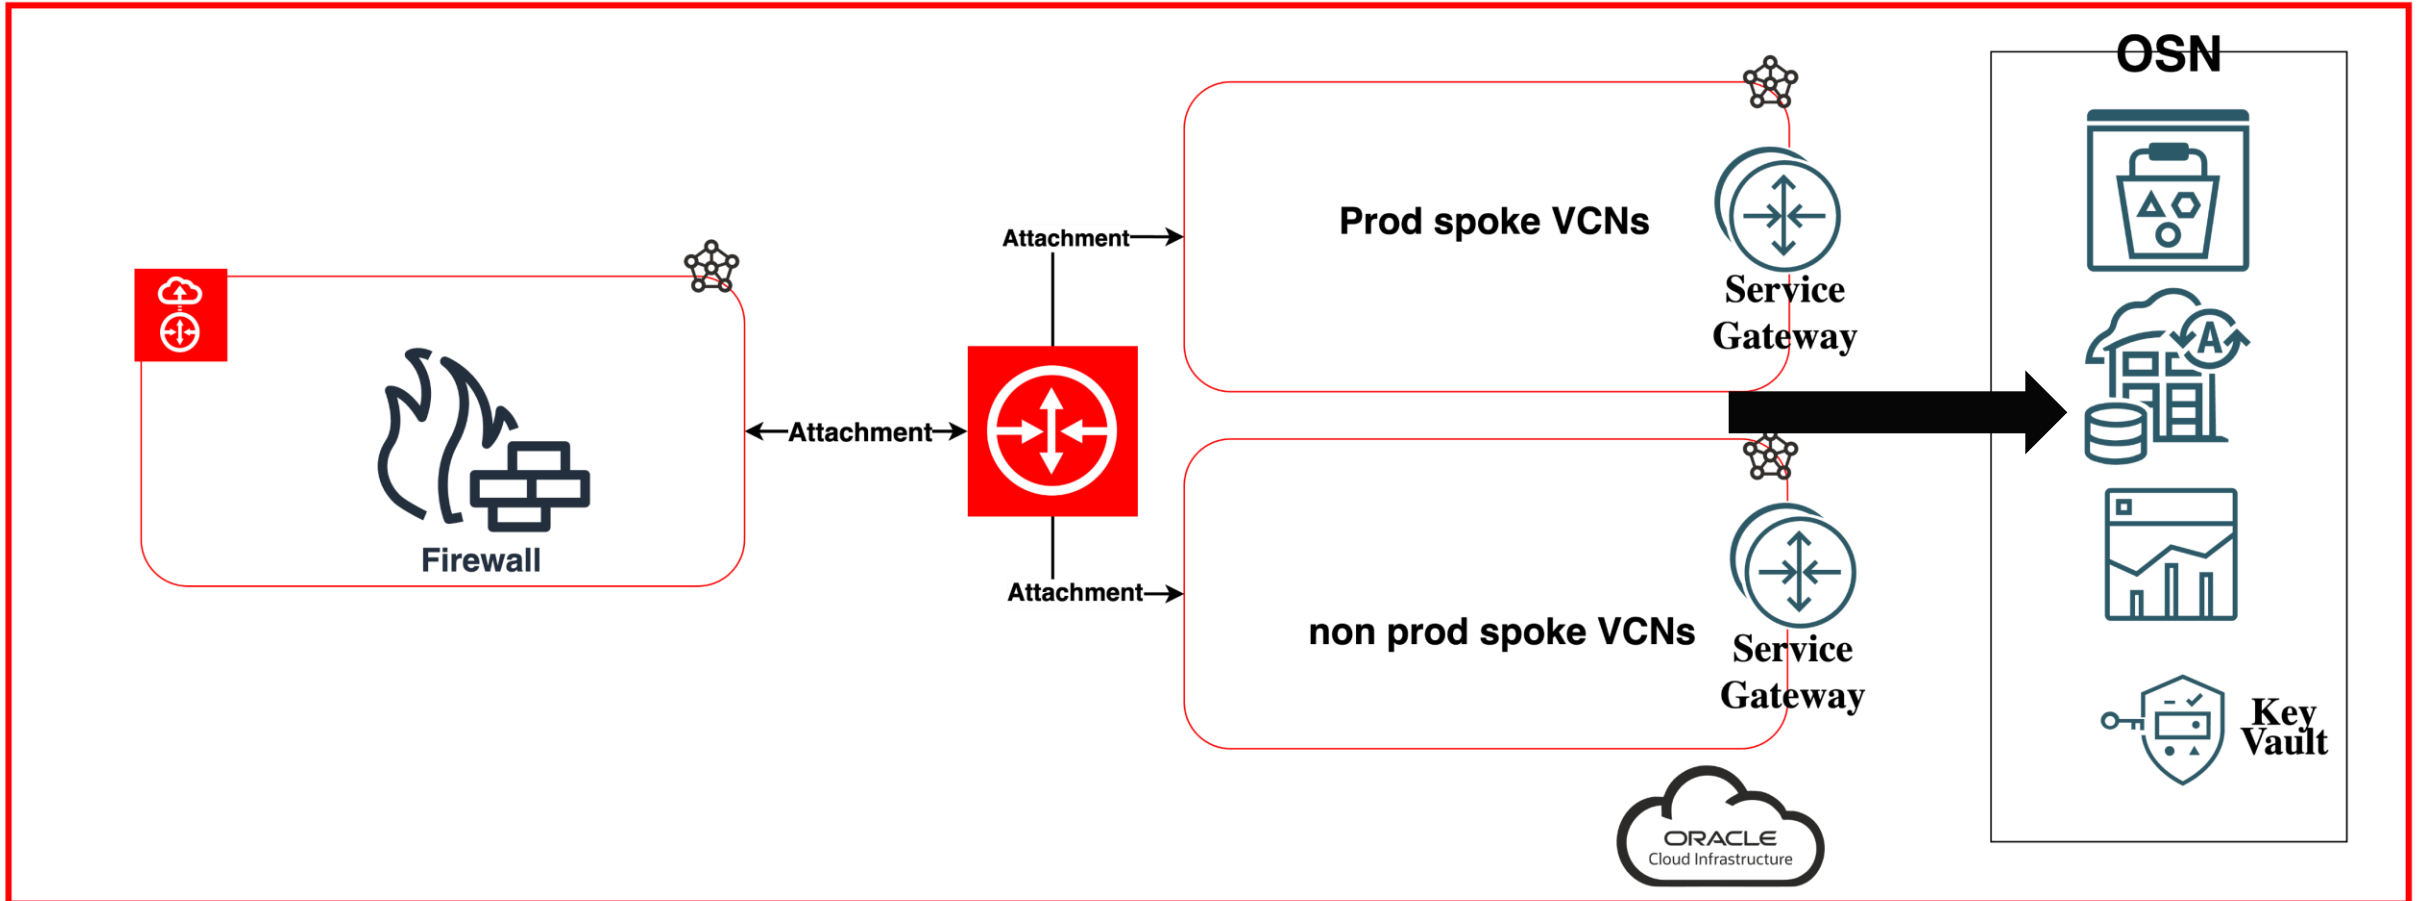 OSN
Attachment
Prod spoke VCNs
Service
Gateway
Attachment
A
Firewall
Attachment
non prod spoke VCNs
Service
Gateway
Key
Vault
ORACLE
Cloud Infrastructure